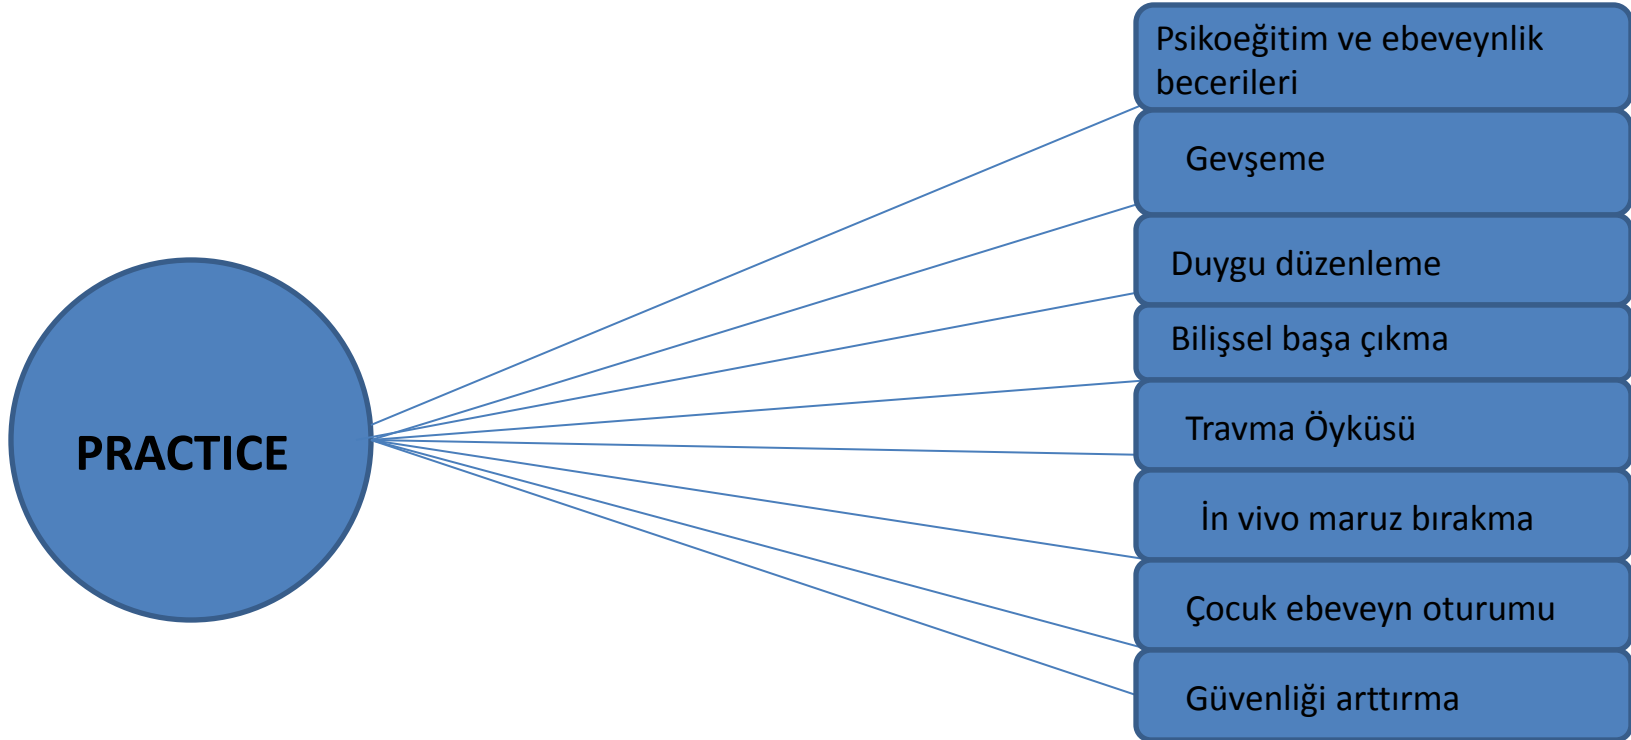 PRACTICE
Psikoeğitim ve ebeveynlik
becerileri
Gevşeme
Duygu düzenleme
Bilişsel başa çıkma
Travma Öyküsü
İn vivo maruz bırakma
Çocuk ebeveyn oturumu
Güvenliği arttırma